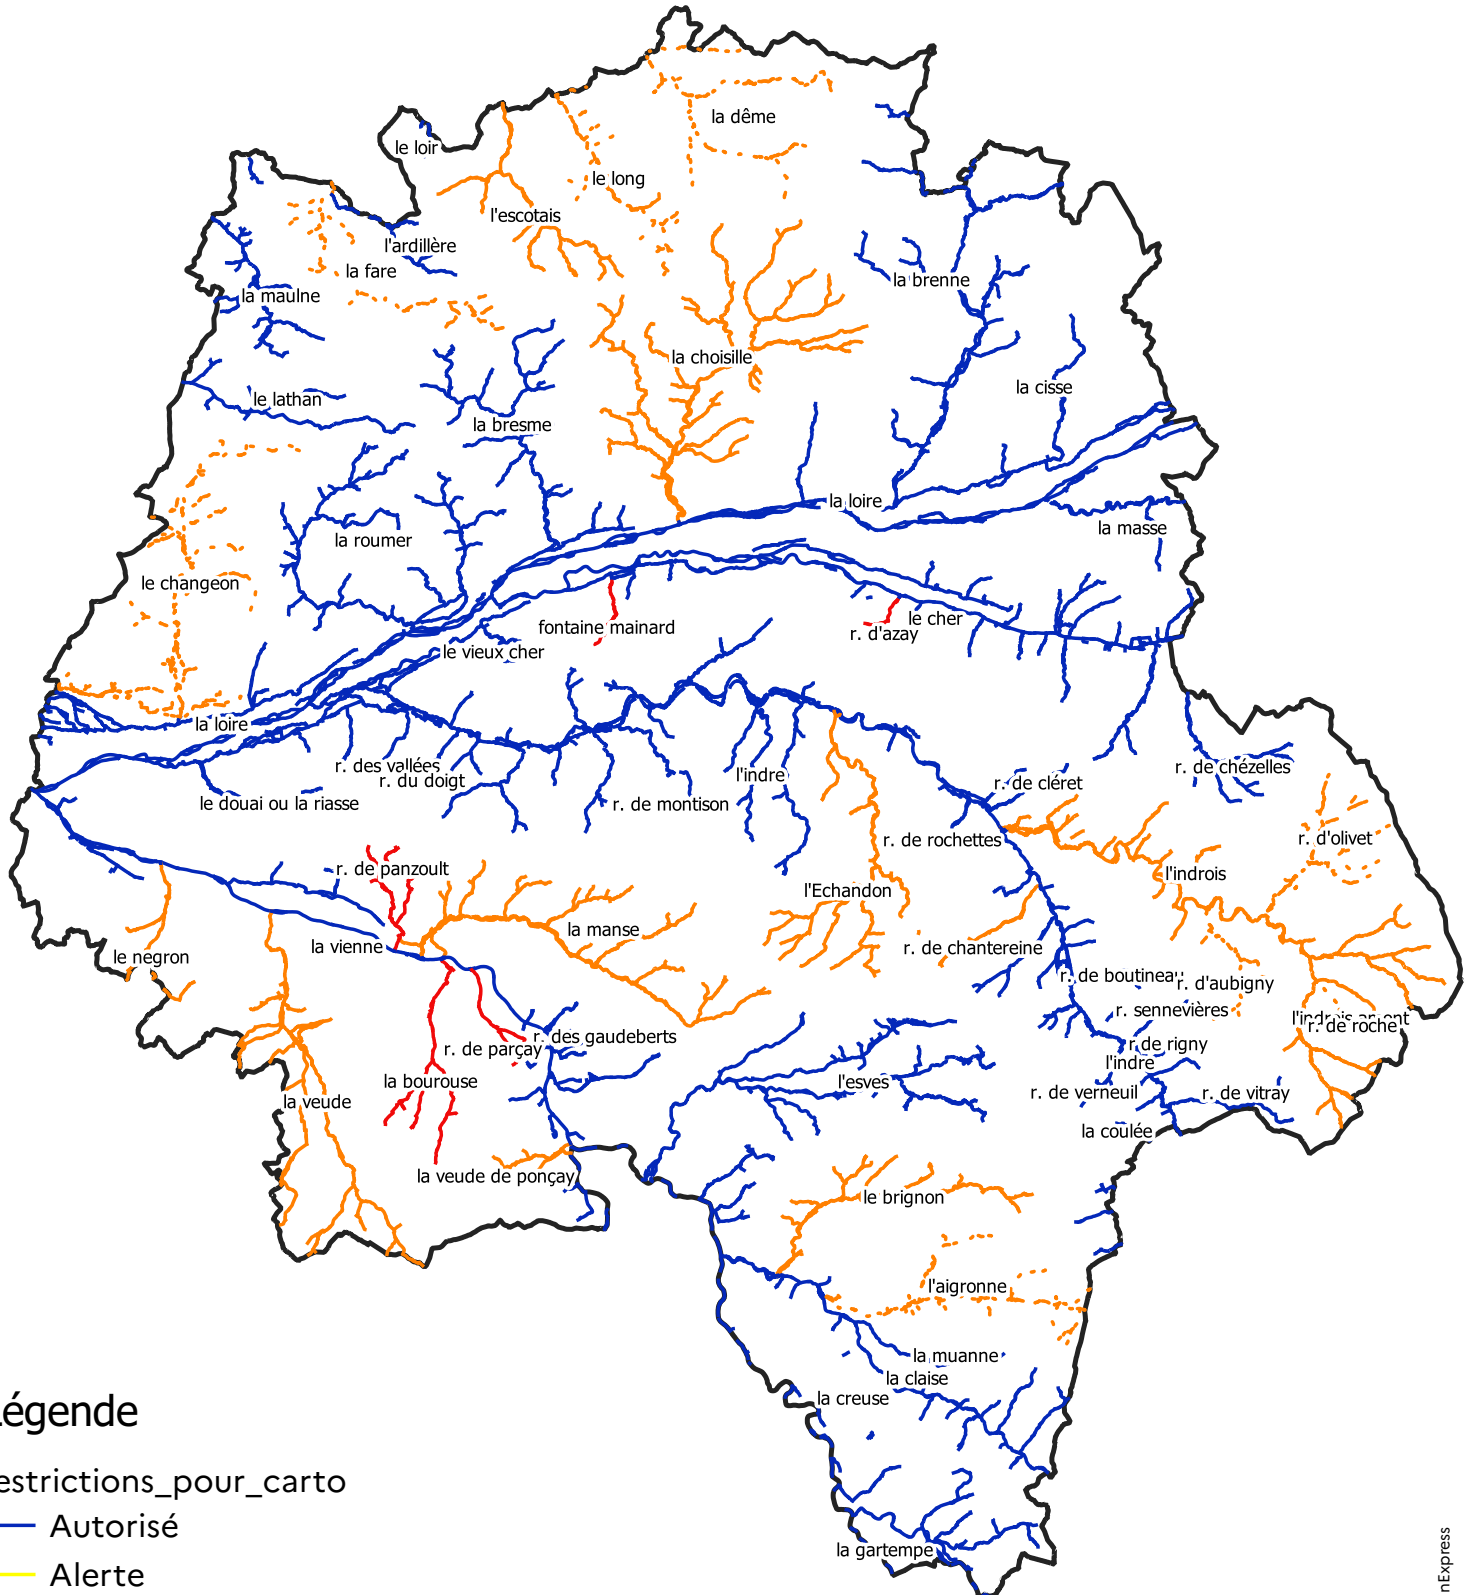 la dême
le loir
le long
l'escotais
l'ardillère
la fare
la brenne
la maulne
la choisille
la cisse
le lathan
la bresme
la loire
la masse
la roumer
le changeon
le cher
fontaine mainard
r. d'azay
le vieux cher
la loire
r. des vallées
r. du doigt
l'indre
r. de chézelles
r. de cléret
le douai ou la riasse
r. de montison
r. de rochettes
r. d'olivet
r. de panzoult
l'indrois
l'Echandon
la manse
la vienne
r. de chantereine
le negron
r. de boutineau
r. d'aubigny
r. sennevières
r. de roche
r. des gaudeberts
r. de parçay
r.de rigny
l'indre
la bourouse
l'esves
r. de verneuil
r. de vitray
la veude
la coulée
la veude de ponçay
le brignon
l'aigronne
la muanne
la claise
la creuse
égende
estrictions_pour_carto
Autorisé
la gartempe
Alerte
nExpress